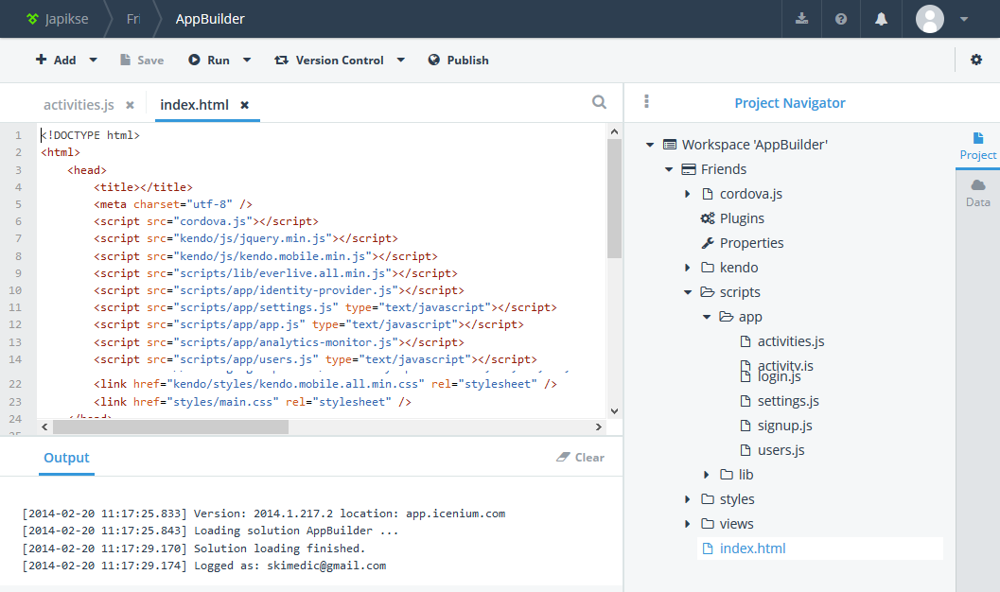 Japikse Fri AppBuilder
Add Save Run Version Control Publish
activities.js × index.html ×
Project Navigator
1 <!DOCTYPE html>
2 <html>
3 <head>
4 <title></title>
5 <meta charset="utf-8" />
6 <script src="cordova.js"></script>
7 <script src="kendo/js/jquery.min.js"></script>
8 <script src="kendo/js/kendo.mobile.min.js"></script>
9 <script src="scripts/lib/everlive.all.min.js"></script>
10 <script src="scripts/app/identity-provider.js"></script>
11 <script src="scripts/app/settings.js" type="text/javascript"></script>
12 <script src="scripts/app/app.js" type="text/javascript"></script>
13 <script src="scripts/app/analytics-monitor.js"></script>
14 <script src="scripts/app/users.js" type="text/javascript"></script>
22 <link href="kendo/styles/kendo.mobile.all.min.css" rel="stylesheet" />
23 <link href="styles/main.css" rel="stylesheet" />
24 </head>
Workspace 'AppBuilder'
Friends
cordova.js
Plugins
Properties
kendo
scripts
app
activities.js
activity.js
login.js
settings.js
signup.js
users.js
lib
styles
views
index.html
Project
Data
Output Clear
[2014-02-20 11:17:25.833] Version: 2014.1.217.2 location: app.icenium.com
[2014-02-20 11:17:25.843] Loading solution AppBuilder ...
[2014-02-20 11:17:29.170] Solution loading finished.
[2014-02-20 11:17:29.174] Logged as: skimedic@gmail.com